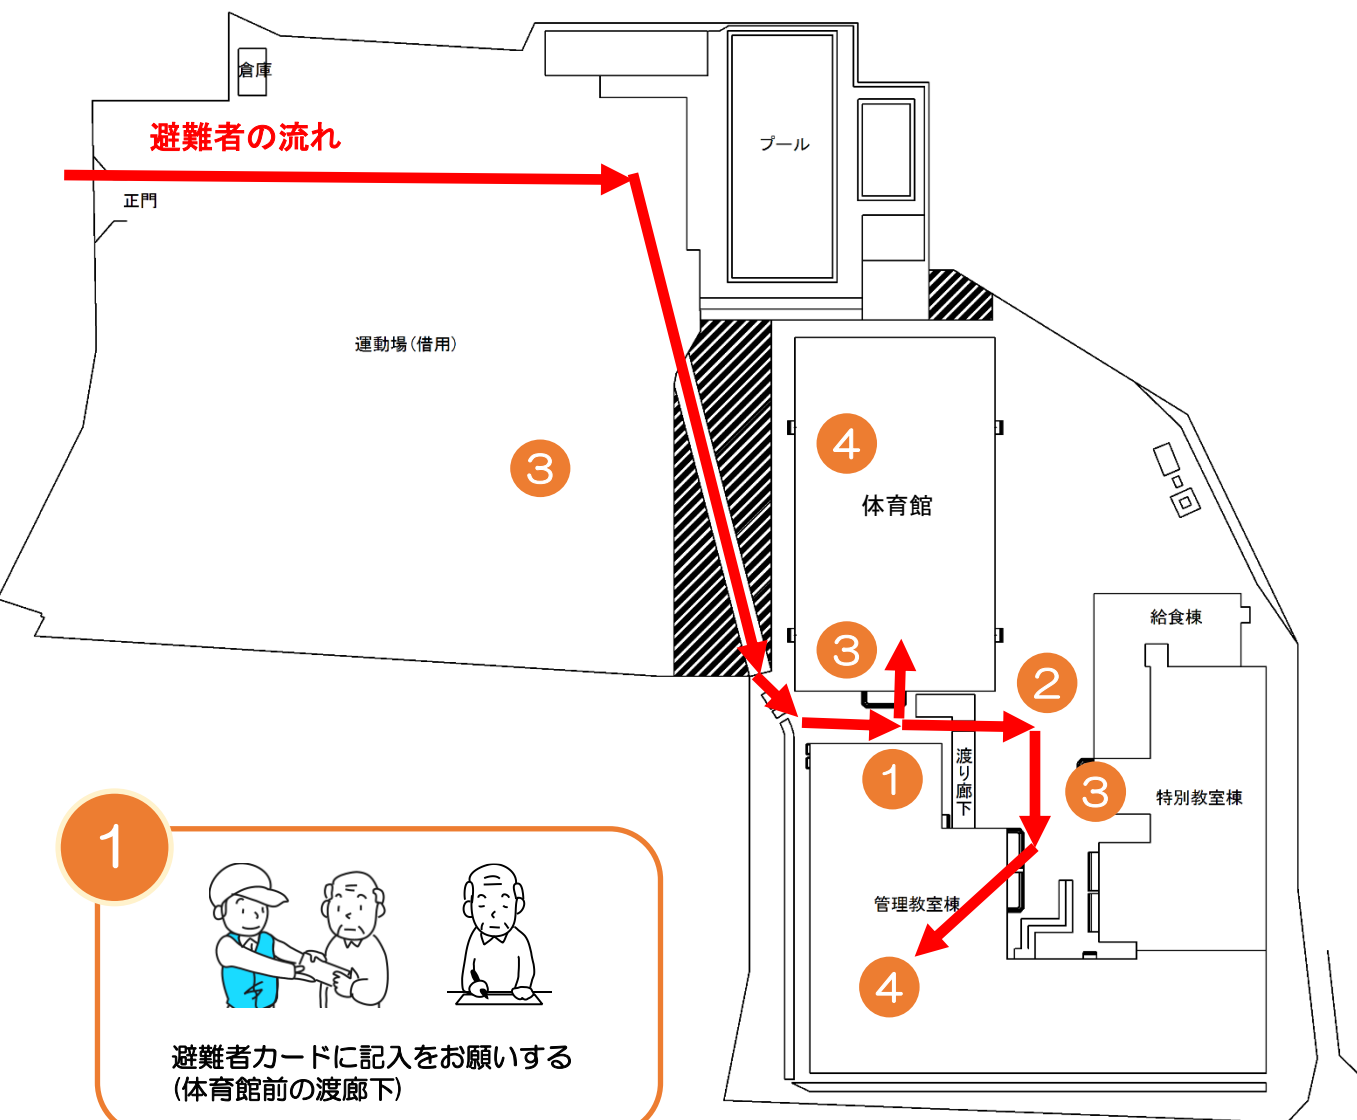 倉庫
避難者の流れ
正門
プール
運動場(借用)
③
④
体育館
給食棟
③
②
渡り廊下
①
③
特別教室棟
管理教室棟
④
1
避難者カードに記入をお願いする
(体育館前の渡廊下)